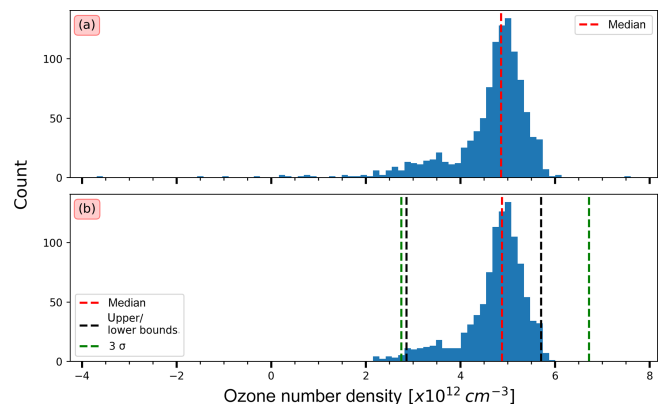 (a)
Median
100
50
0
Count
(b)
100
50
0
Median
Upper/
lower bounds
3 σ
−4 −2 0 2 4 6 8
Ozone number density [x10¹² cm⁻³]